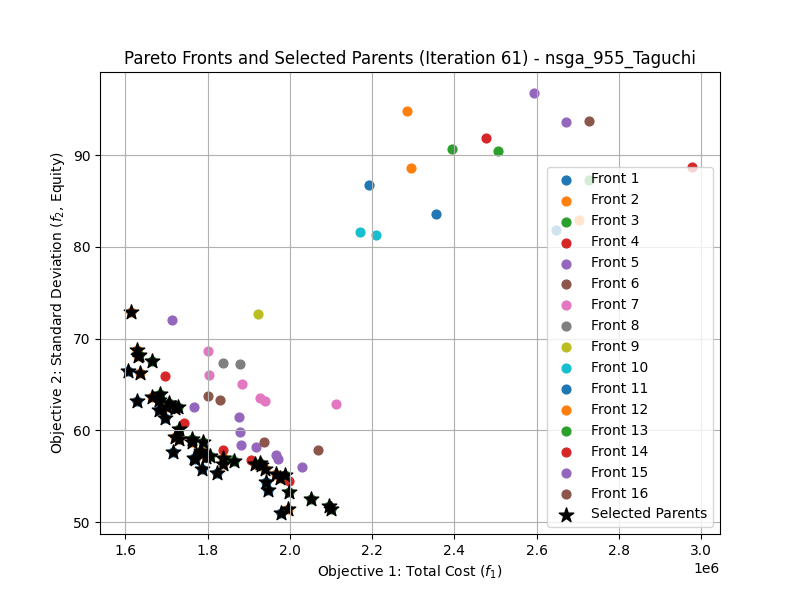 Pareto Fronts and Selected Parents (Iteration 61) - nsga_955_Taguchi
Objective 2: Standard Deviation (f₂, Equity)
90
80
70
60
50
Front 1
Front 2
Front 3
Front 4
Front 5
Front 6
Front 7
Front 8
Front 9
Front 10
Front 11
Front 12
Front 13
Front 14
Front 15
Front 16
Selected Parents
1.6 1.8 2.0 2.2 2.4 2.6 2.8 3.0
1e6
Objective 1: Total Cost (f₁)